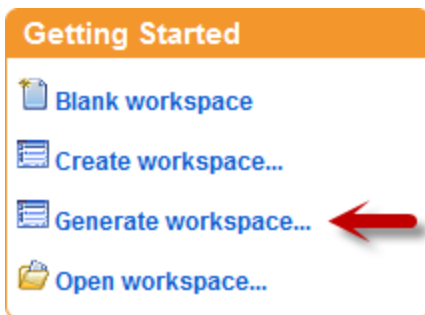 Getting Started
Blank workspace
Create workspace...
Generate workspace...
Open workspace...